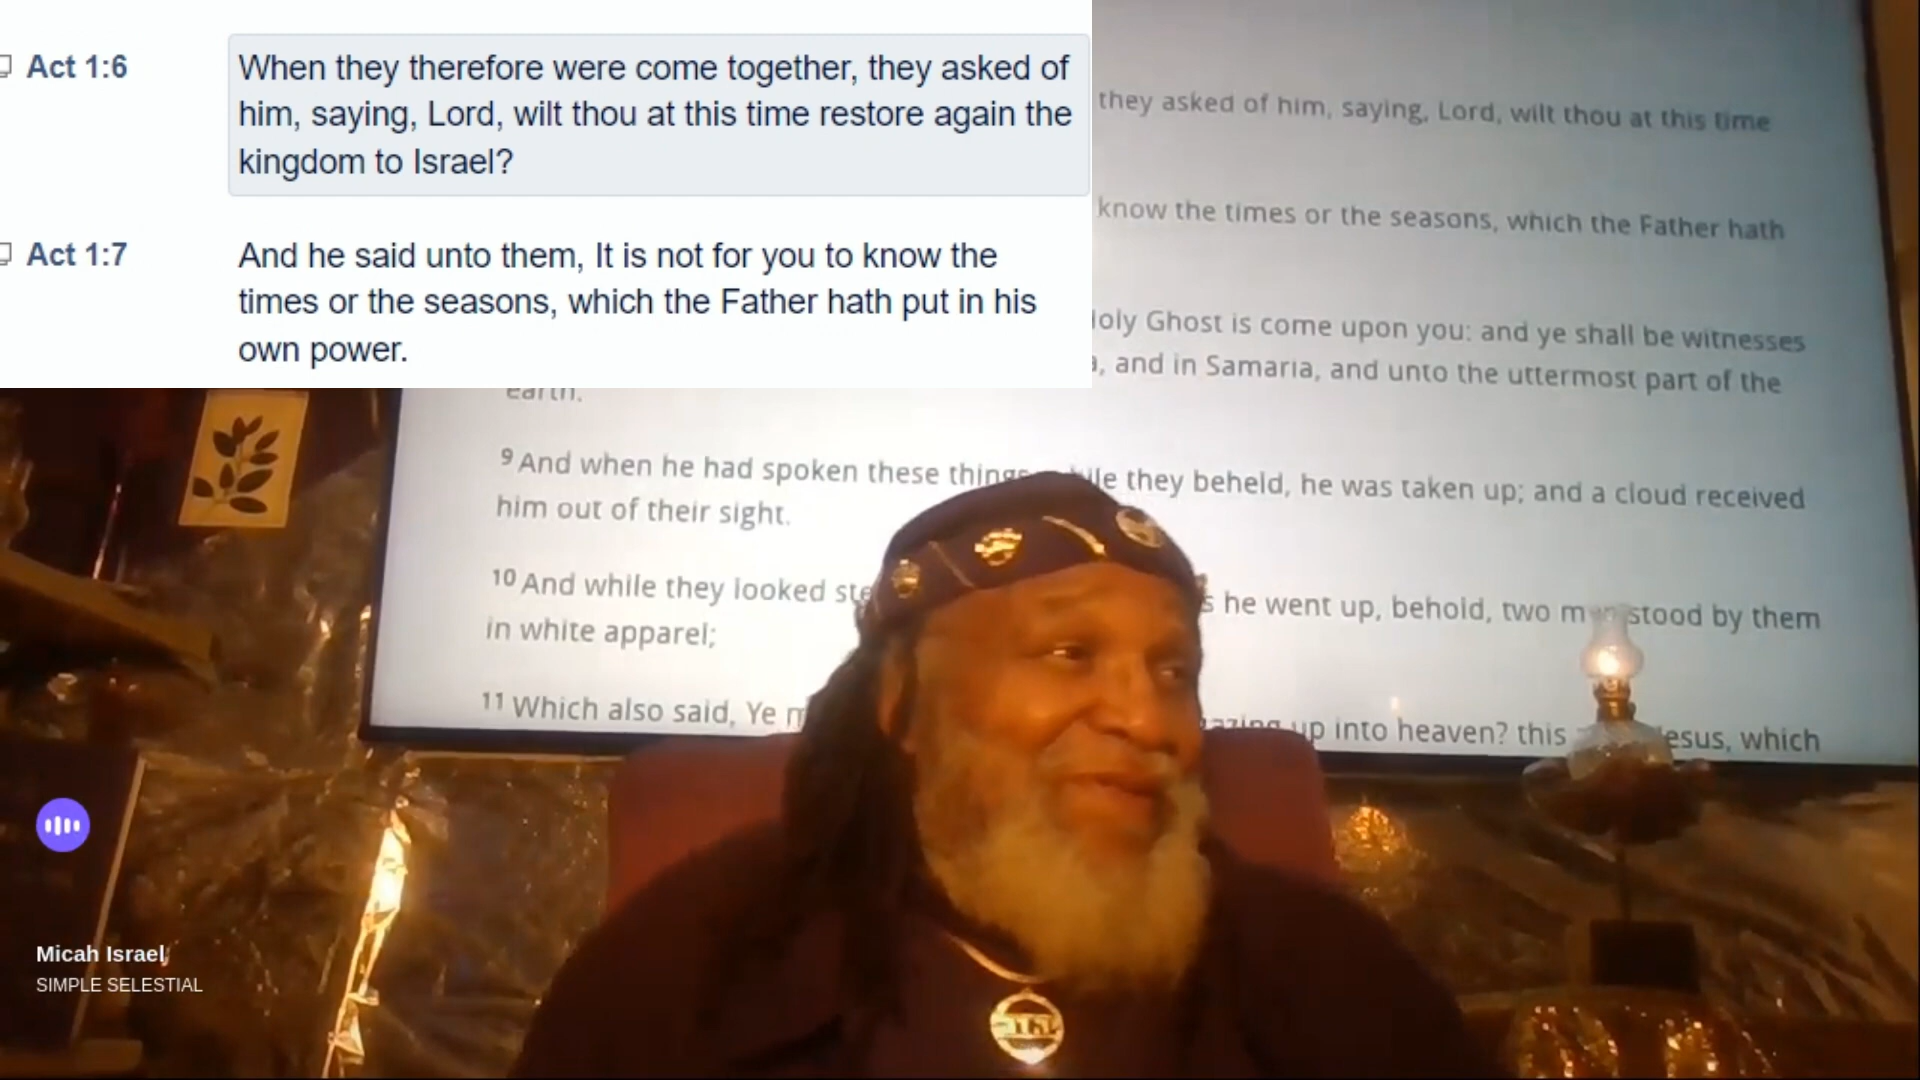 Act 1:6
When they therefore were come together, they asked of
him, saying, Lord, wilt thou at this time restore again the
kingdom to Israel?
Act 1:7
And he said unto them, It is not for you to know the
times or the seasons, which the Father hath put in his
own power.
they asked of him, saying, Lord, wilt thou at this time
know the times or the seasons, which the Father hath
Ghost is come upon you: and ye shall be witnesses
and in Samaria, and unto the uttermost part of the
earth.
9 And when he had spoken these things they beheld, he was taken up; and a cloud received
him out of their sight.
10 And while they looked he went up, behold, two stood by them
in white apparel;
11 Which also said, Ye up into heaven? this which
Micah Israel
SIMPLE SELESTIAL